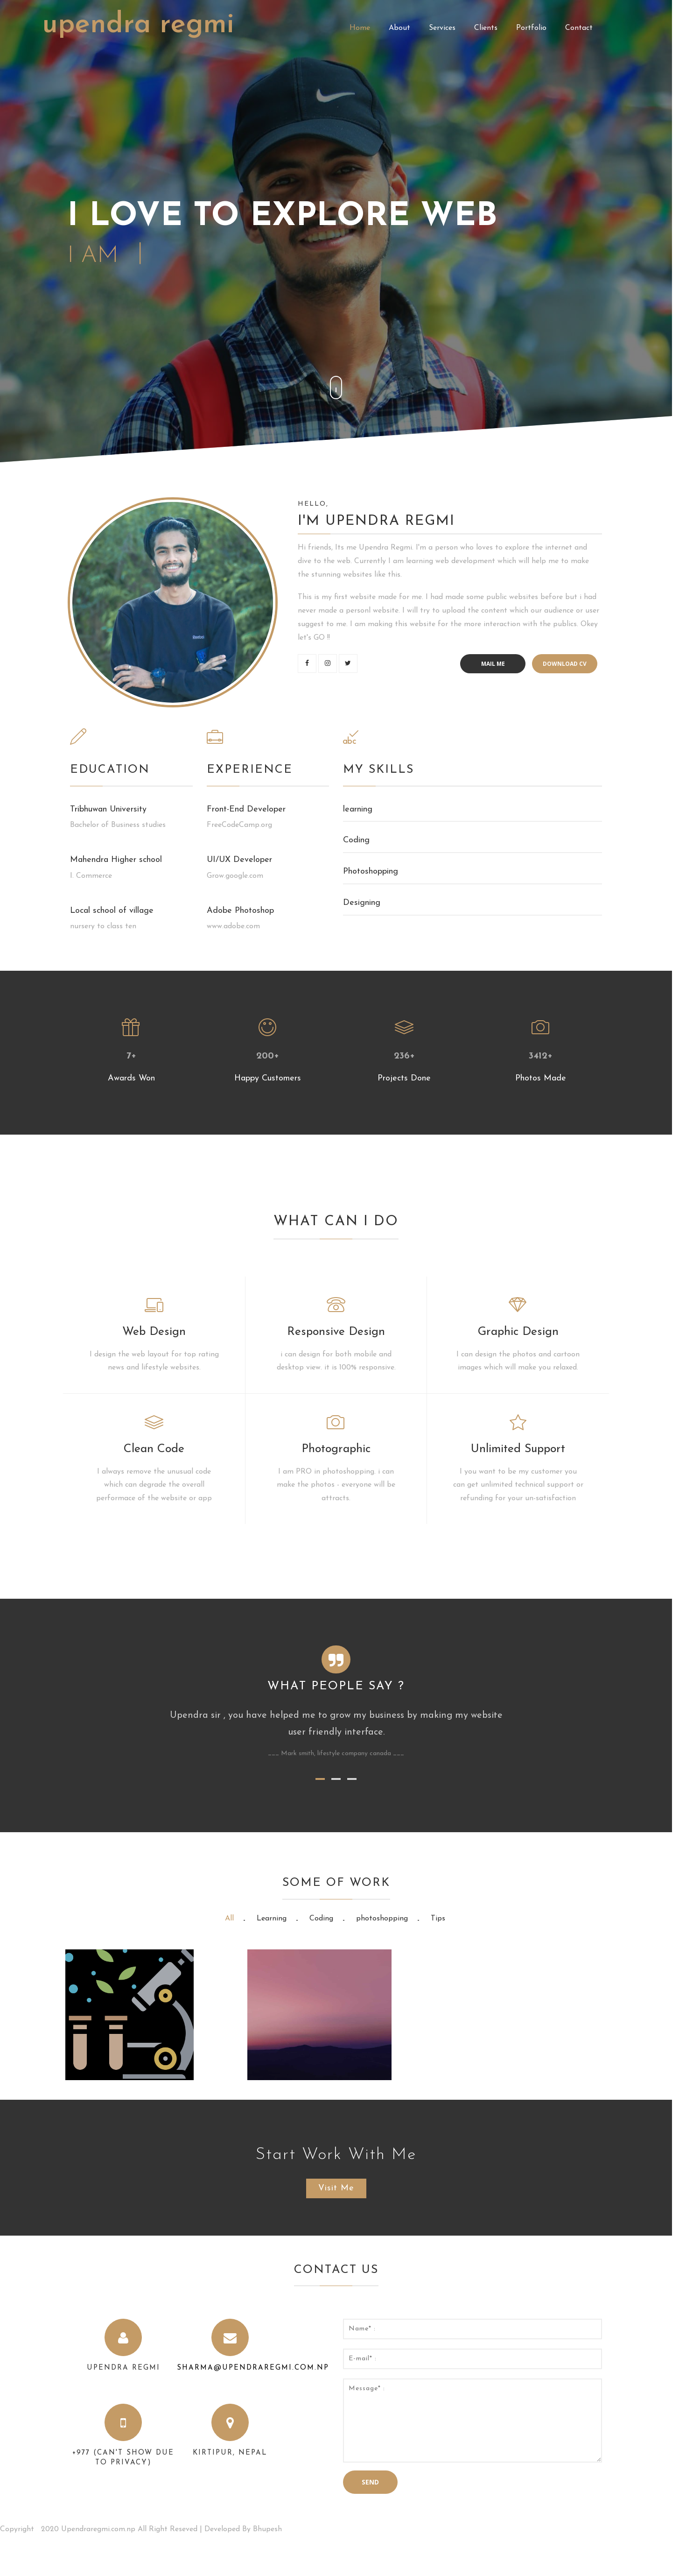 upendra regmi
Home About Services Clients Portfolio Contact
I LOVE TO EXPLORE WEB
I AM |
HELLO,
I'M UPENDRA REGMI
Hi friends, Its me Upendra Regmi. I'm a person who loves to explore the internet and
dive to the web. Currently I am learning web development which will help me to make
the stunning websites like this.
This is my first website made for me. I had made some public websites before but i had
never made a personl website. I will try to upload the content which our audience or user
suggest to me. I am making this website for the more interaction with the publics. Okey
let's GO !!
MAIL ME DOWNLOAD CV
abc
EDUCATION
Tribhuwan University
Bachelor of Business studies
Mahendra Higher school
I. Commerce
Local school of village
nursery to class ten
EXPERIENCE
Front-End Developer
FreeCodeCamp.org
UI/UX Developer
Grow.google.com
Adobe Photoshop
www.adobe.com
MY SKILLS
learning
Coding
Photoshopping
Designing
7+
Awards Won
200+
Happy Customers
236+
Projects Done
3412+
Photos Made
WHAT CAN I DO
Web Design
I design the web layout for top rating
news and lifestyle websites.
Responsive Design
i can design for both mobile and
desktop view. it is 100% responsive.
Graphic Design
I can design the photos and cartoon
images which will make you relaxed.
Clean Code
I always remove the unusual code
which can degrade the overall
performace of the website or app
Photographic
I am PRO in photoshopping. i can
make the photos - everyone will be
attracts.
Unlimited Support
I you want to be my customer you
can get unlimited technical support or
refunding for your un-satisfaction
WHAT PEOPLE SAY ?
Upendra sir , you have helped me to grow my business by making my website
user friendly interface.
___ Mark smith, lifestyle company canada ___
SOME OF WORK
All . Learning . Coding . photoshopping . Tips
Start Work With Me
Visit Me
CONTACT US
UPENDRA REGMI
SHARMA@UPENDRAREGMI.COM.NP
+977 (CAN'T SHOW DUE
TO PRIVACY)
KIRTIPUR, NEPAL
Name* :
E-mail* :
Message* :
SEND
Copyright 2020 Upendraregmi.com.np All Right Reseved | Developed By Bhupesh